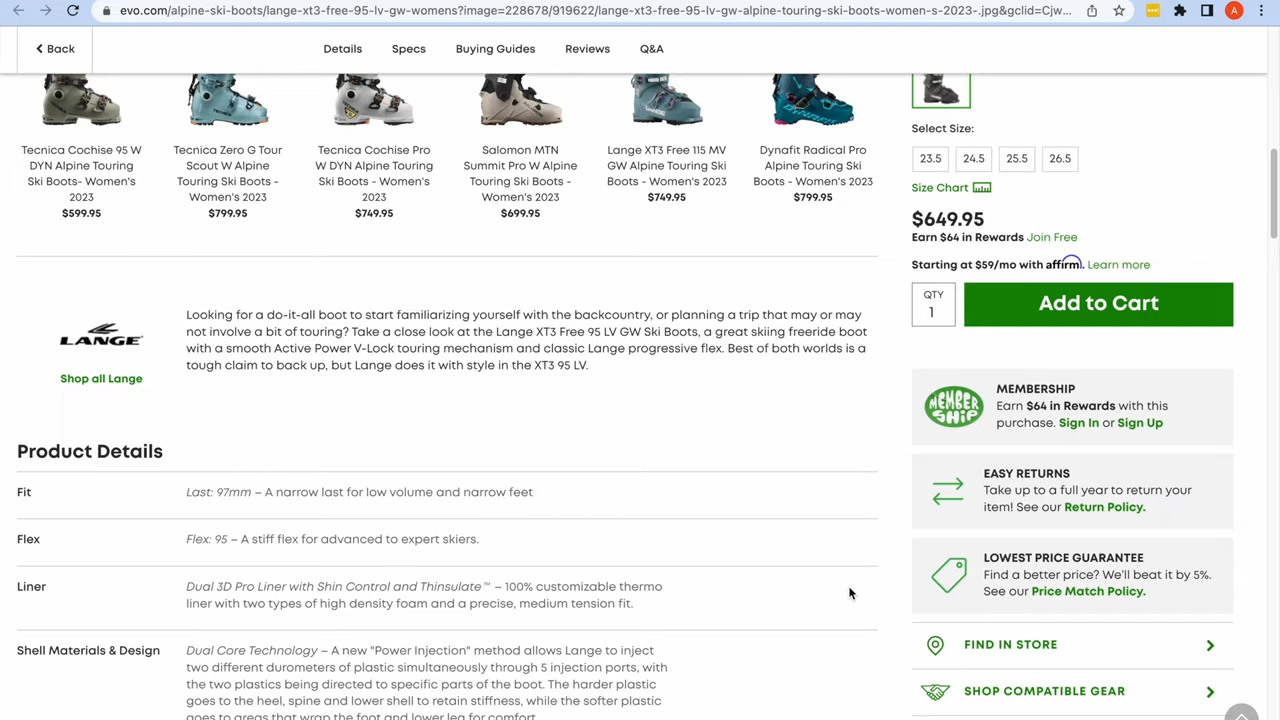 evo.com/alpine-ski-boots/lange-xt3-free-95-lv-gw-womens?image=228678/919622/lange-xt3-free-95-lv-gw-alpine-touring-ski-boots-women-s-2023-.jpg&gclid=Cjw...
A
Back
Details
Specs
Buying Guides
Reviews
Q&A
Tecnica Cochise 95 W
DYN Alpine Touring
Ski Boots- Women's
2023
$599.95
Tecnica Zero G Tour
Scout W Alpine
Touring Ski Boots -
Women's 2023
$799.95
Tecnica Cochise Pro
W DYN Alpine Touring
Ski Boots- Women's
2023
$749.95
Salomon MTN
Summit Pro W Alpine
Touring Ski Boots -
Women's 2023
$699.95
Lange XT3 Free 115 MV
GW Alpine Touring Ski
Boots- Women's 2023
$749.95
Dynafit Radical Pro
Alpine Touring Ski
Boots- Women's 2023
$799.95
LANGE
Shop all Lange
Looking for a do-it-all boot to start familiarizing yourself with the backcountry, or planning a trip that may or may
not involve a bit of touring? Take a close look at the Lange XT3 Free 95 LV GW Ski Boots, a great skiing freeride boot
with a smooth Active Power V-Lock touring mechanism and classic Lange progressive flex. Best of both worlds is a
tough claim to back up, but Lange does it with style in the XT3 95 LV.
Product Details
Fit
Last: 97mm – A narrow last for low volume and narrow feet
Flex
Flex: 95 – A stiff flex for advanced to expert skiers.
Liner
Dual 3D Pro Liner with Shin Control and Thinsulate™ – 100% customizable thermo
liner with two types of high density foam and a precise, medium tension fit.
Shell Materials & Design
Dual Core Technology – A new "Power Injection" method allows Lange to inject
two different durometers of plastic simultaneously through 5 injection ports, with
the two plastics being directed to specific parts of the boot. The harder plastic
goes to the heel, spine and lower shell to retain stiffness, while the softer plastic
goes to areas that wrap the foot and lower leg for comfort.
Select Size:
23.5
24.5
25.5
26.5
Size Chart
$649.95
Earn $64 in Rewards Join Free
Starting at $59/mo with affirm. Learn more
QTY
1
Add to Cart
MEMBER
SHIP
MEMBERSHIP
Earn $64 in Rewards with this
purchase. Sign In or Sign Up
EASY RETURNS
Take up to a full year to return your
item! See our Return Policy.
LOWEST PRICE GUARANTEE
Find a better price? We'll beat it by 5%.
See our Price Match Policy.
FIND IN STORE
SHOP COMPATIBLE GEAR